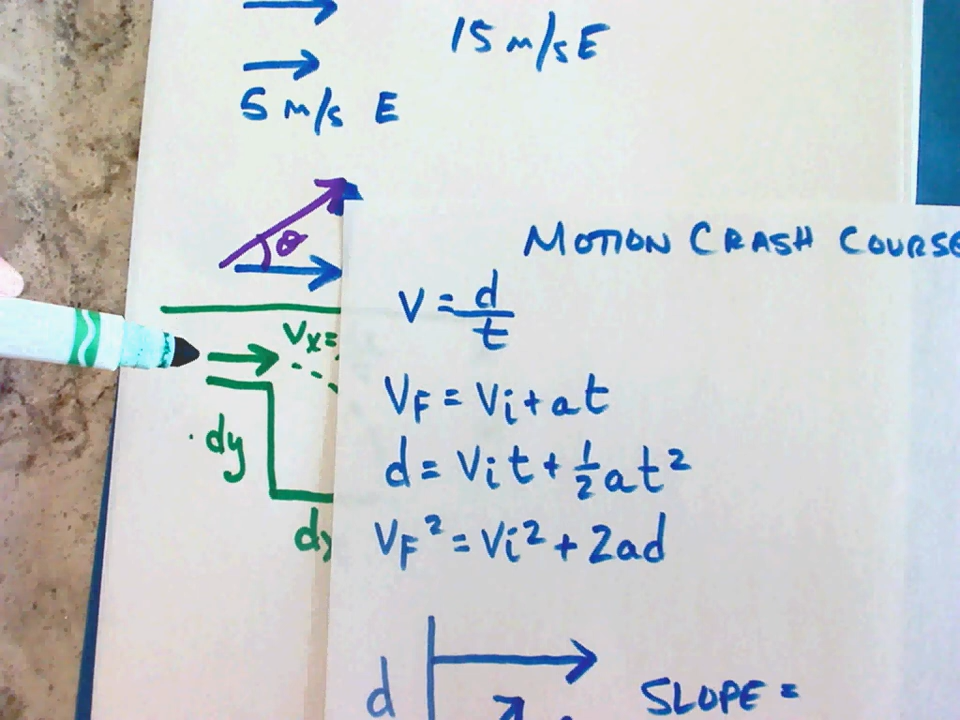 15 m/s E
5 m/s E
θ
MOTION CRASH COURSE
V = d/t
Vx =
VF = Vi + at
dy
d = Vi t + 1/2 at²
VF² = Vi² + 2ad
d
SLOPE =